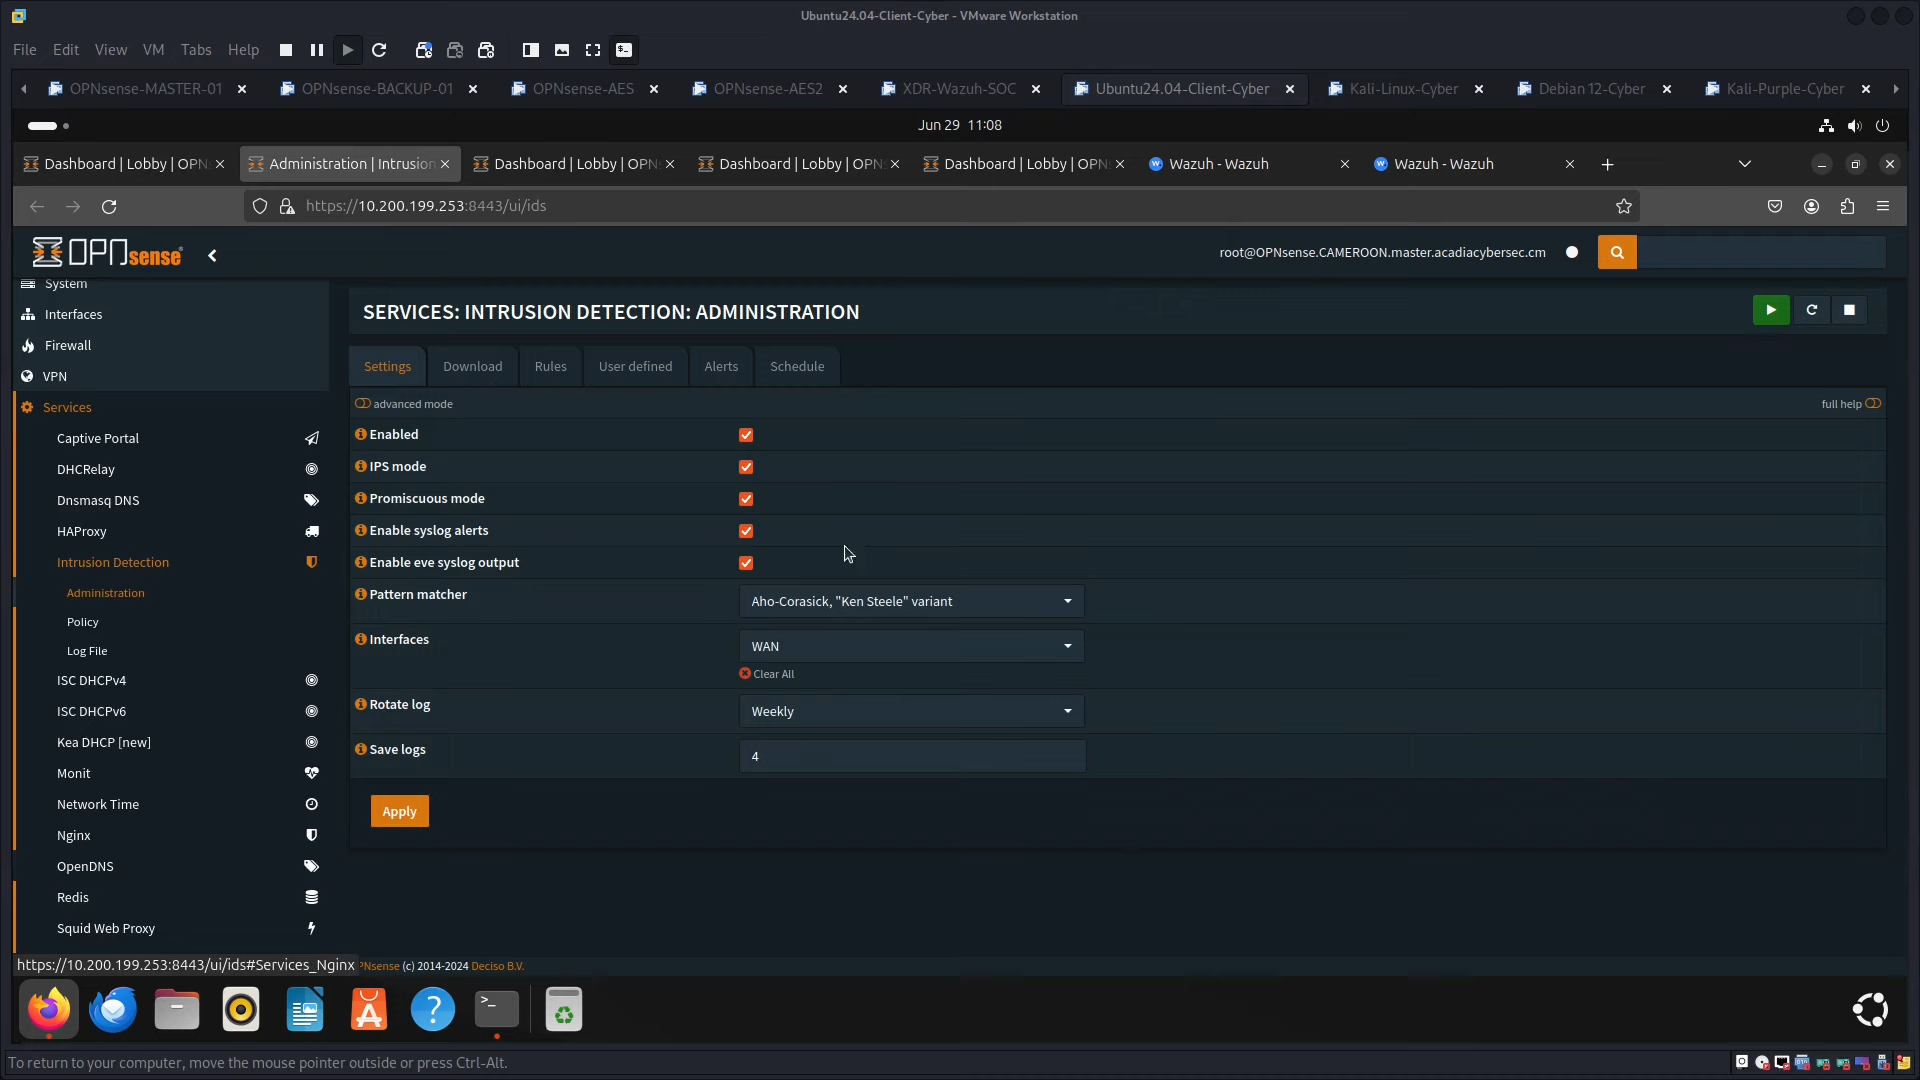 Ubuntu24.04-Client-Cyber - VMware Workstation
File Edit View VM Tabs Help
OPNsense-MASTER-01 OPNsense-BACKUP-01 OPNsense-AES OPNsense-AES2 XDR-Wazuh-SOC Ubuntu24.04-Client-Cyber Kali-Linux-Cyber Debian 12-Cyber Kali-Purple-Cyber
Jun 29 11:08
Dashboard | Lobby | OPN Administration | Intrusion Dashboard | Lobby | OPN Dashboard | Lobby | OPN Dashboard | Lobby | OPN Wazuh - Wazuh Wazuh - Wazuh
https://10.200.199.253:8443/ui/ids
OPNsense root@OPNsense.CAMEROON.master.acadiacybersec.cm
System
Interfaces
Firewall
VPN
Services
Captive Portal
DHCRelay
Dnsmasq DNS
HAProxy
Intrusion Detection
Administration
Policy
Log File
ISC DHCPv4
ISC DHCPv6
Kea DHCP [new]
Monit
Network Time
Nginx
OpenDNS
Redis
Squid Web Proxy
SERVICES: INTRUSION DETECTION: ADMINISTRATION
Settings Download Rules User defined Alerts Schedule
advanced mode full help
Enabled
IPS mode
Promiscuous mode
Enable syslog alerts
Enable eve syslog output
Pattern matcher Aho-Corasick, "Ken Steele" variant
Interfaces WAN
Clear All
Rotate log Weekly
Save logs 4
Apply
https://10.200.199.253:8443/ui/ids#Services_Nginx PNsense (c) 2014-2024 Deciso B.V.
To return to your computer, move the mouse pointer outside or press Ctrl-Alt.